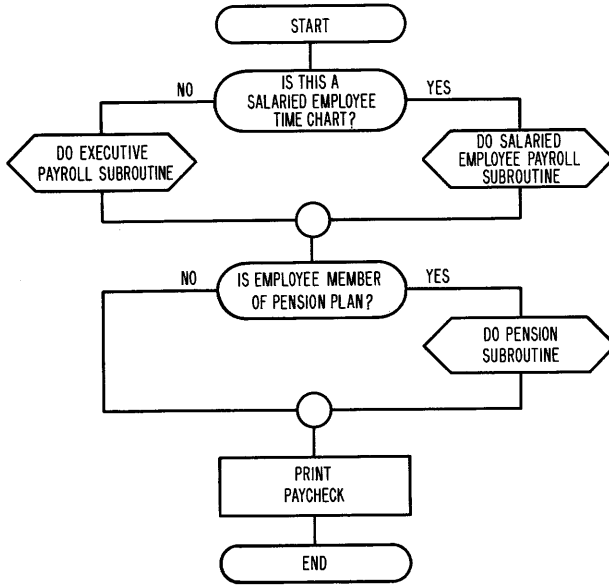 START
IS THIS A
SALARIED EMPLOYEE
TIME CHART?
NO
YES
DO EXECUTIVE
PAYROLL SUBROUTINE
DO SALARIED
EMPLOYEE PAYROLL
SUBROUTINE
NO
IS EMPLOYEE MEMBER
OF PENSION PLAN?
YES
DO PENSION
SUBROUTINE
PRINT
PAYCHECK
END